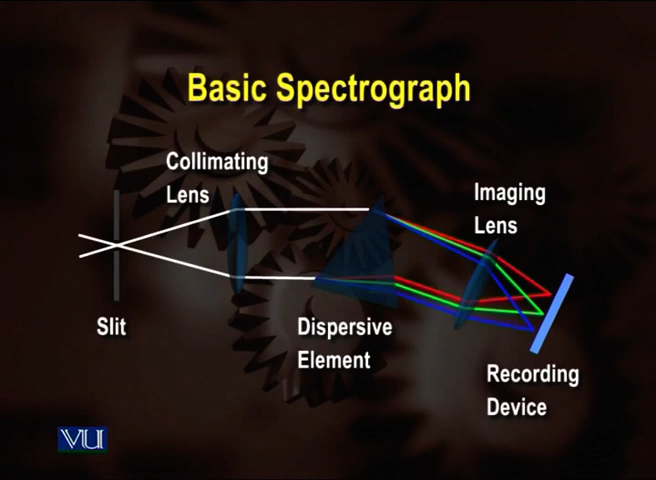 Basic Spectrograph
Collimating
Lens
Imaging
Lens
Slit
Dispersive
Element
Recording
Device
VU